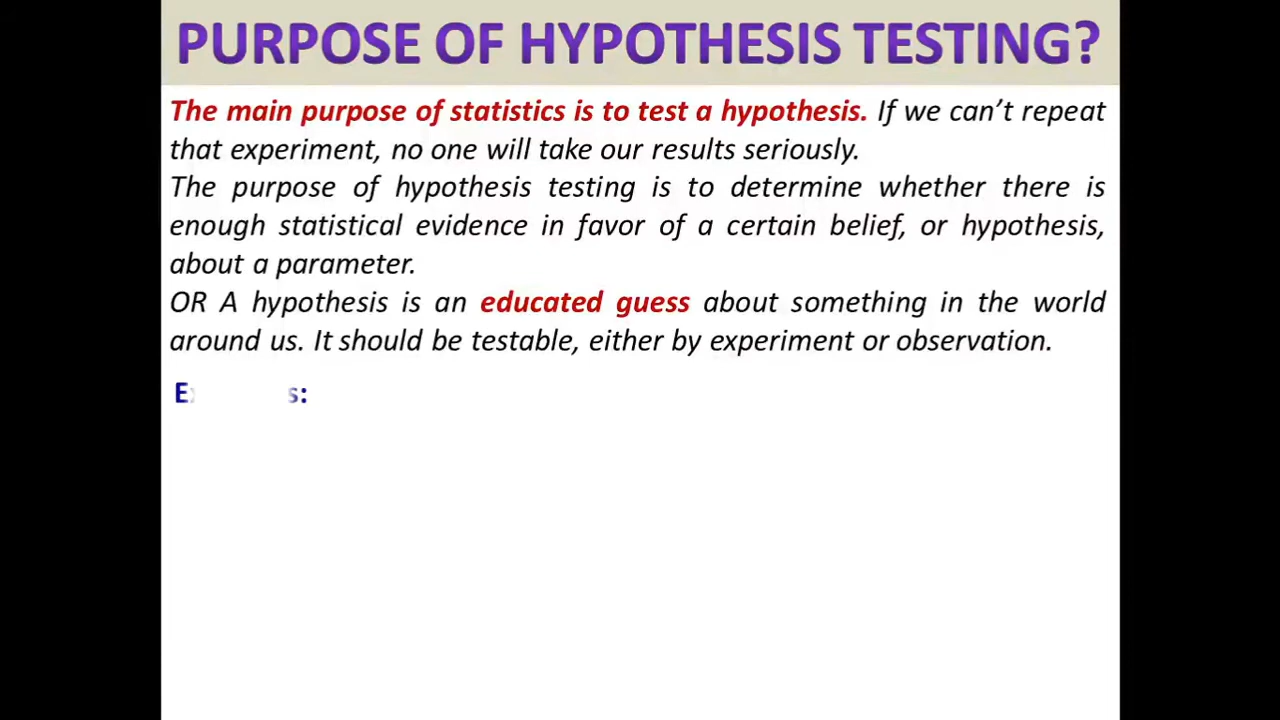 PURPOSE OF HYPOTHESIS TESTING?
The main purpose of statistics is to test a hypothesis. If we can’t repeat
that experiment, no one will take our results seriously.
The purpose of hypothesis testing is to determine whether there is
enough statistical evidence in favor of a certain belief, or hypothesis,
about a parameter.
OR A hypothesis is an educated guess about something in the world
around us. It should be testable, either by experiment or observation.